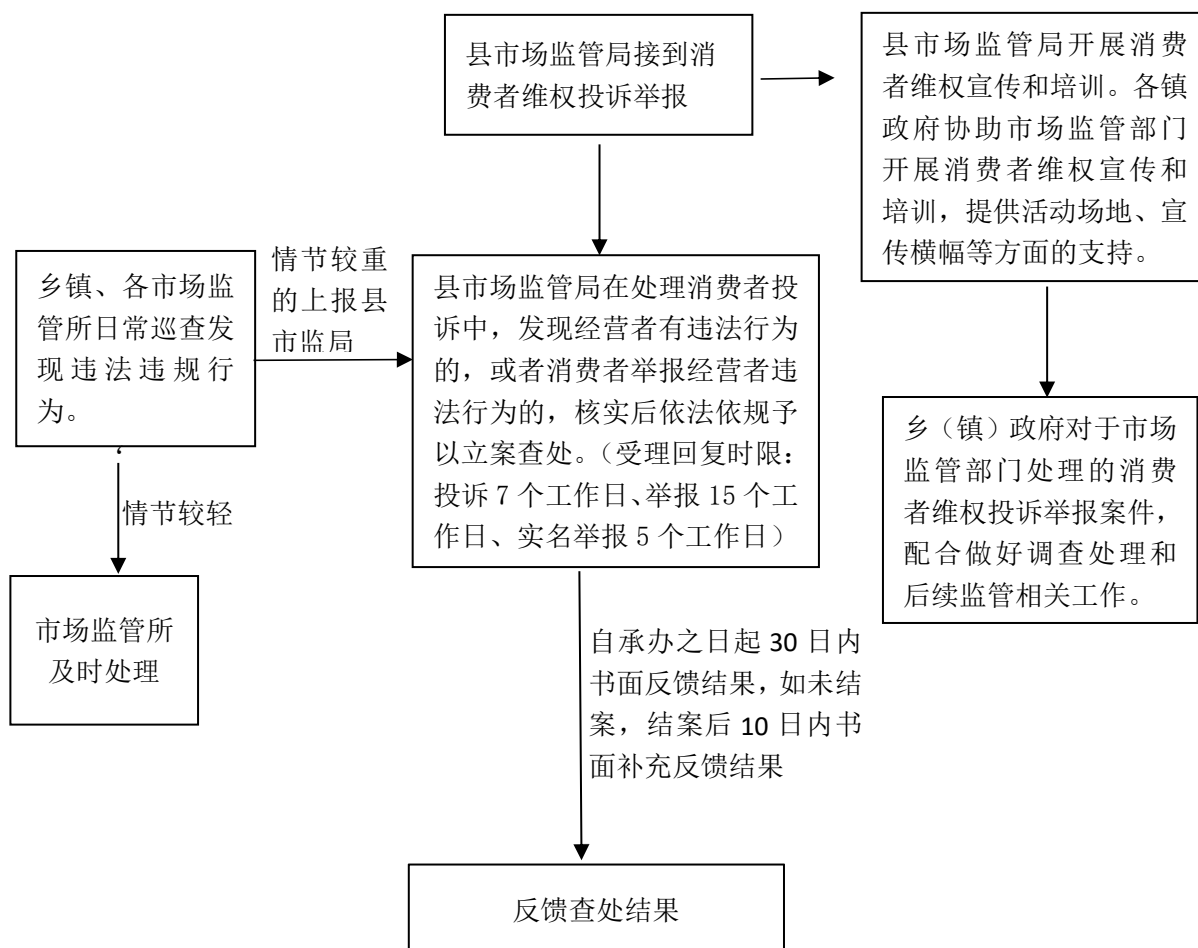 县市场监管局接到消
费者维权投诉举报
县市场监管局开展消费
者维权宣传和培训。各镇
政府协助市场监管部门
开展消费者维权宣传和
培训，提供活动场地、宣
传横幅等方面的支持。
乡镇、各市场监
管所日常巡查发
现违法违规行
为。
情节较重
的上报县
市监局
县市场监管局在处理消费者投
诉中，发现经营者有违法行为
的，或者消费者举报经营者违
法行为的，核实后依法依规予
以立案查处。（受理回复时限：
投诉 7 个工作日、举报 15 个工
作日、实名举报 5 个工作日）
乡（镇）政府对于市场
监管部门处理的消费
者维权投诉举报案件，
配合做好调查处理和
后续监管相关工作。
情节较轻
市场监管所
及时处理
自承办之日起 30 日内
书面反馈结果，如未结
案，结案后 10 日内书
面补充反馈结果
反馈查处结果